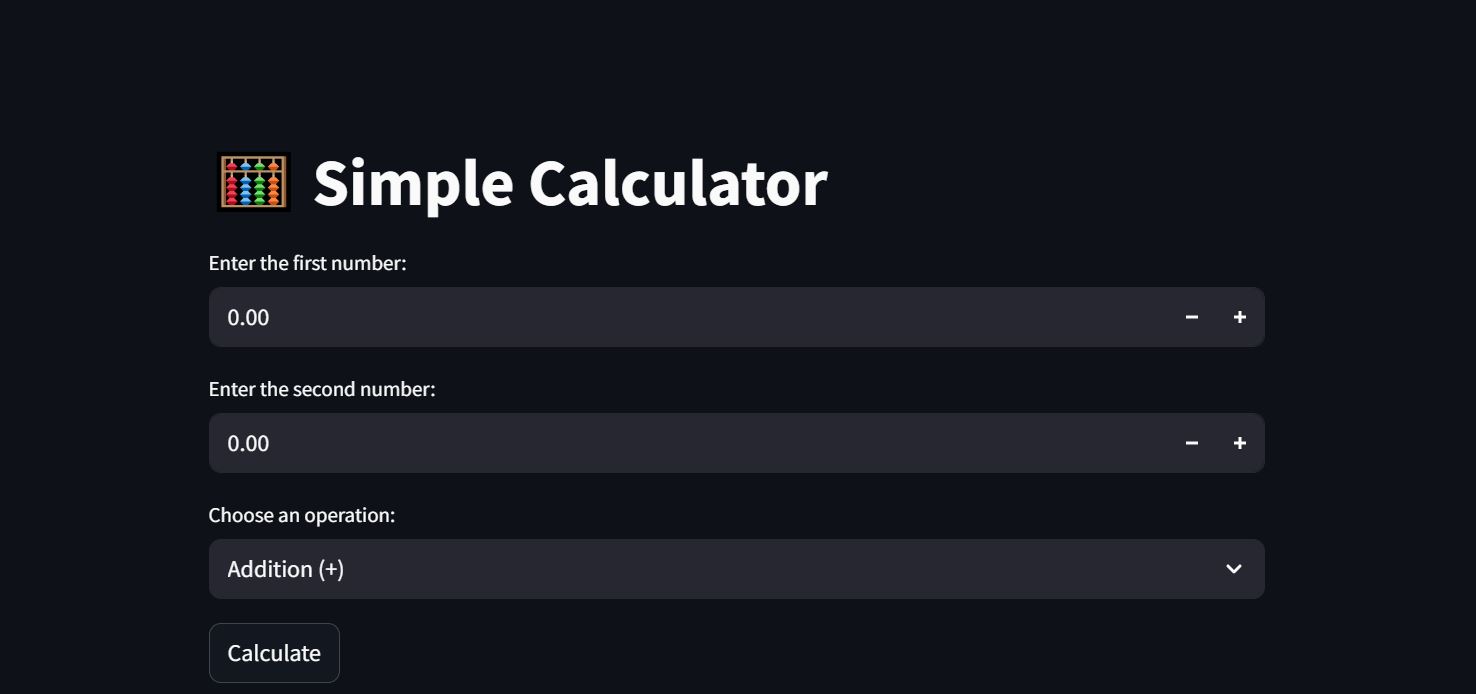 Simple Calculator
Enter the first number:
0.00
Enter the second number:
0.00
Choose an operation:
Addition (+)
Calculate